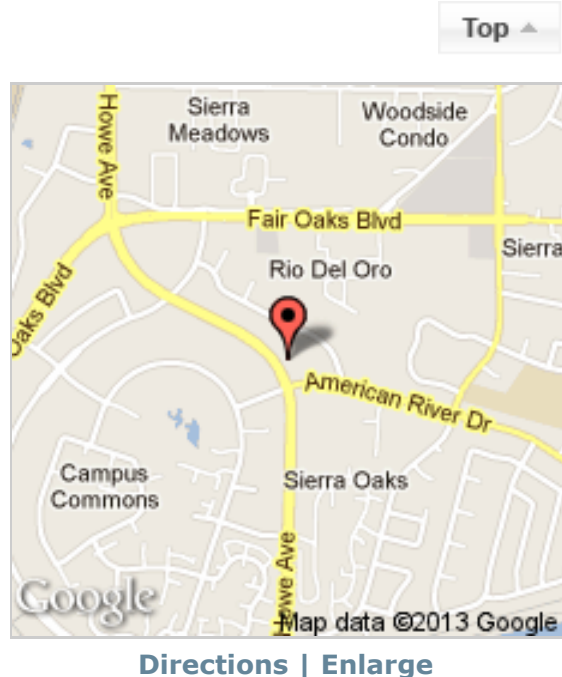 Top
Howe Ave
Sierra
Meadows
Woodside
Condo
Fair Oaks Blvd
Sierra
Rio Del Oro
Oaks Blvd
American River Dr
Campus
Commons
Sierra Oaks
Howe Ave
Google
Map data ©2013 Google
Directions | Enlarge